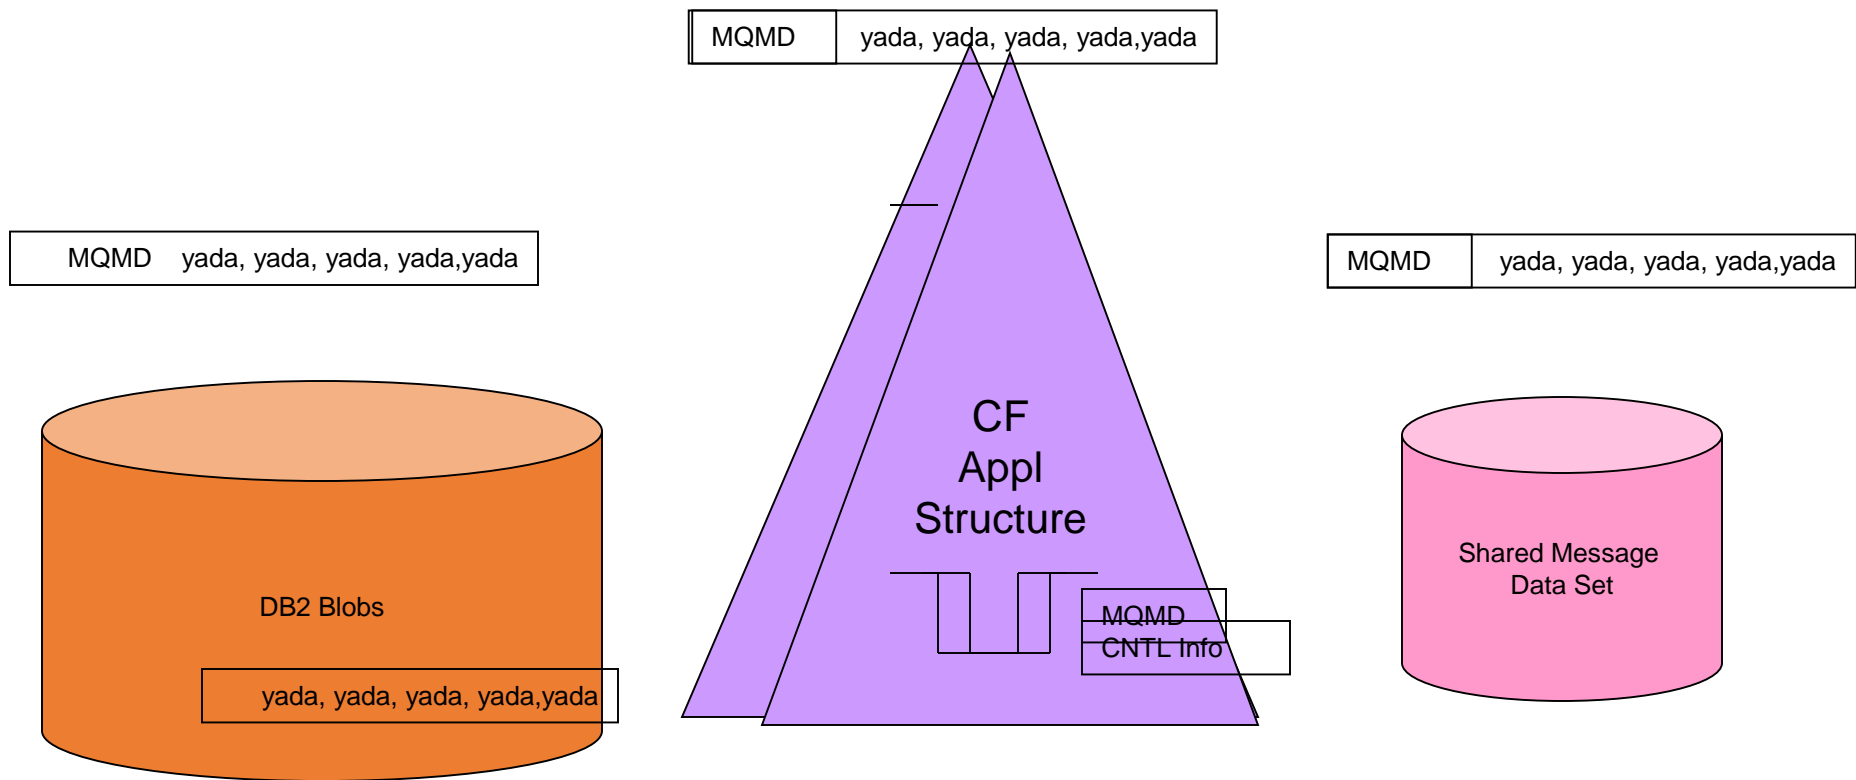 MQMD yada, yada, yada, yada,yada
MQMD yada, yada, yada, yada,yada
MQMD yada, yada, yada, yada,yada
CF
Appl
Structure
Shared Message
Data Set
DB2 Blobs
MQMD
CNTL Info
yada, yada, yada, yada,yada